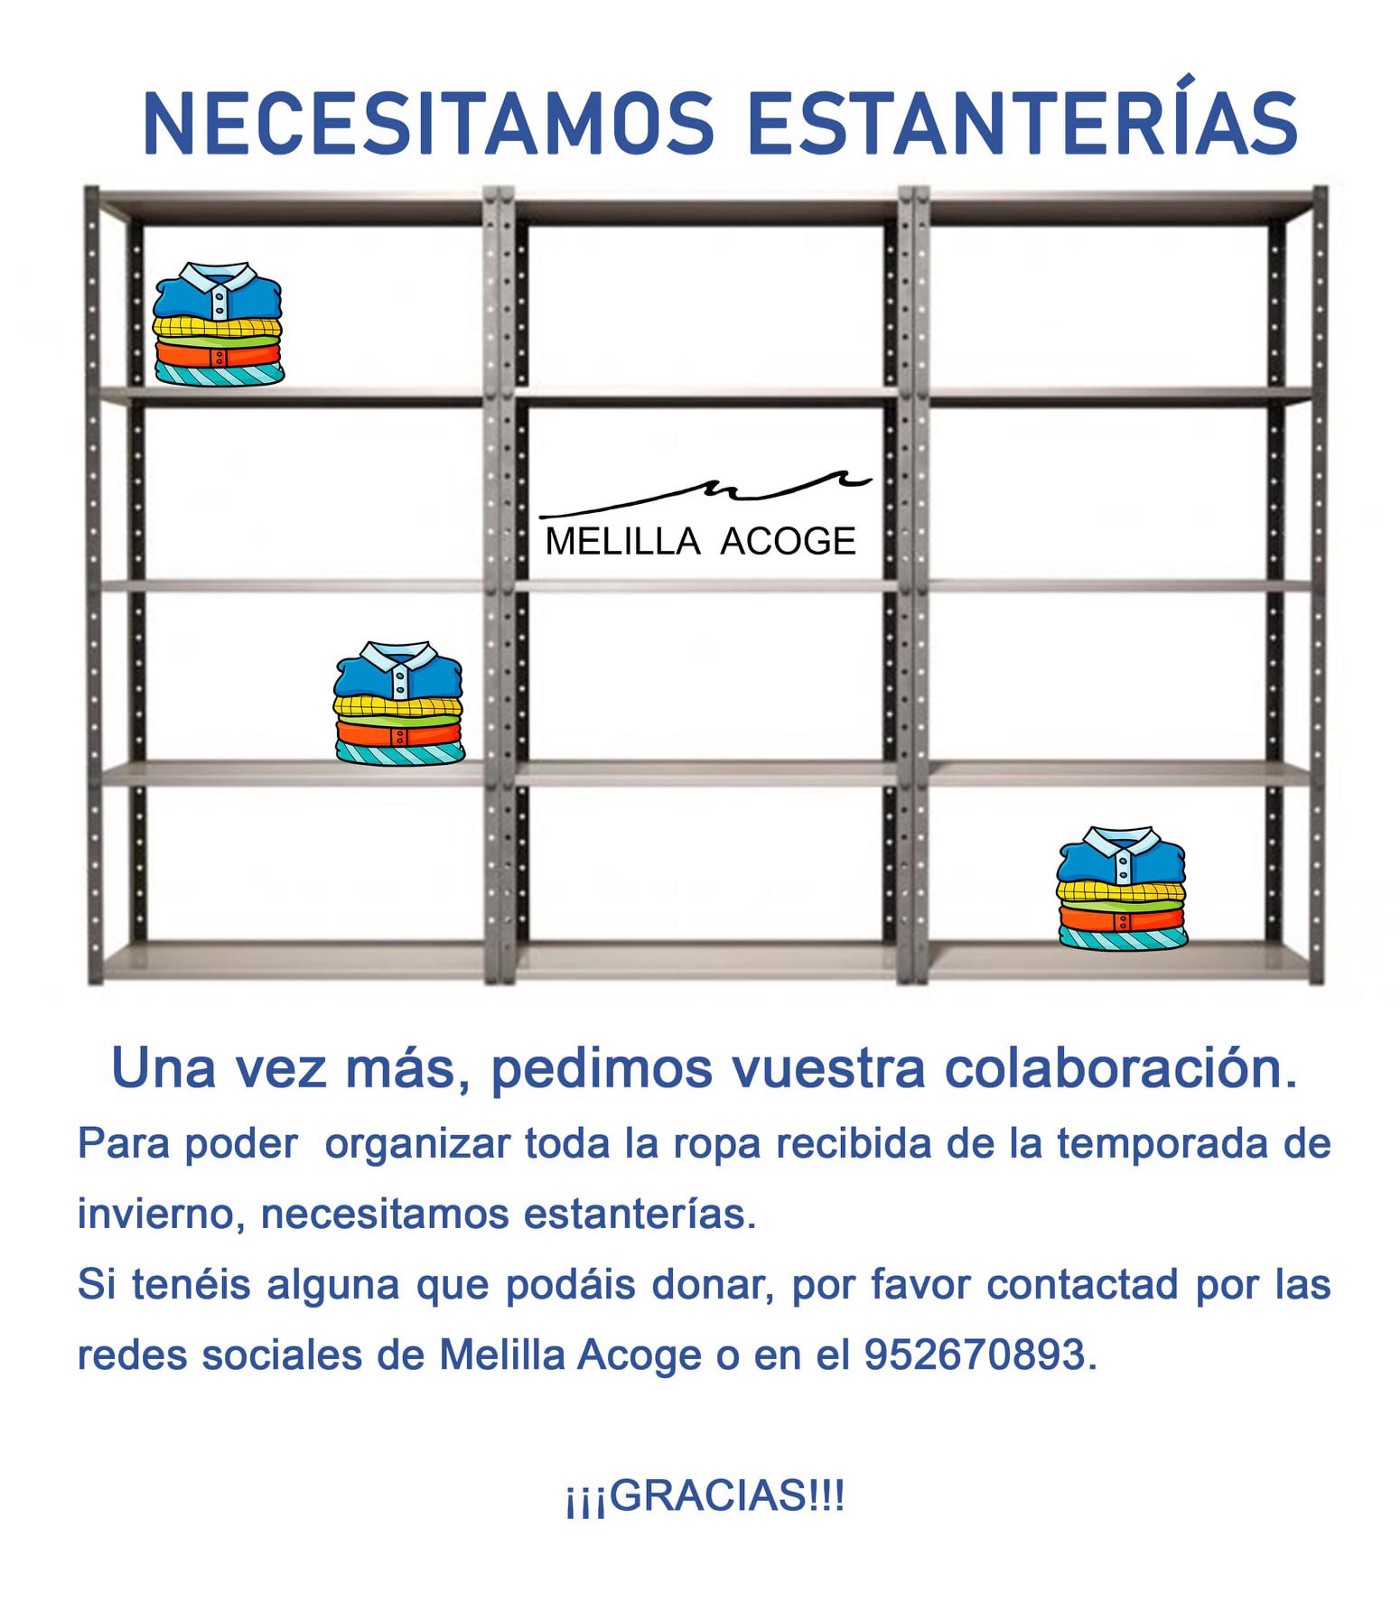 NECESITAMOS ESTANTERÍAS
MELILLA ACOGE
Una vez más, pedimos vuestra colaboración.
Para poder organizar toda la ropa recibida de la temporada de
invierno, necesitamos estanterías.
Si tenéis alguna que podáis donar, por favor contactad por las
redes sociales de Melilla Acoge o en el 952670893.
¡¡¡GRACIAS!!!